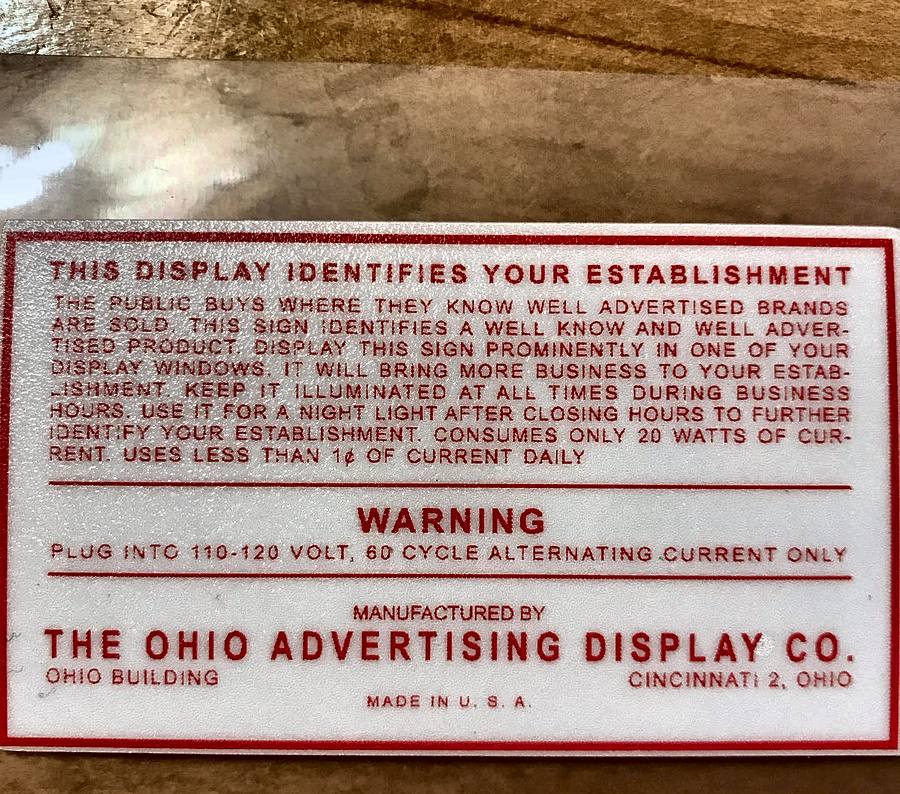 THIS DISPLAY IDENTIFIES YOUR ESTABLISHMENT
THE PUBLIC BUYS WHERE THEY KNOW WELL ADVERTISED BRANDS
ARE SOLD. THIS SIGN IDENTIFIES A WELL KNOW AND WELL ADVER-
TISED PRODUCT. DISPLAY THIS SIGN PROMINENTLY IN ONE OF YOUR
DISPLAY WINDOWS. IT WILL BRING MORE BUSINESS TO YOUR ESTAB-
LISHMENT. KEEP IT ILLUMINATED AT ALL TIMES DURING BUSINESS
HOURS. USE IT FOR A NIGHT LIGHT AFTER CLOSING HOURS TO FURTHER
IDENTIFY YOUR ESTABLISHMENT. CONSUMES ONLY 20 WATTS OF CUR-
RENT. USES LESS THAN 1¢ OF CURRENT DAILY
WARNING
PLUG INTO 110-120 VOLT, 60 CYCLE ALTERNATING CURRENT ONLY
MANUFACTURED BY
THE OHIO ADVERTISING DISPLAY CO.
OHIO BUILDING CINCINNATI 2, OHIO
MADE IN U. S. A.